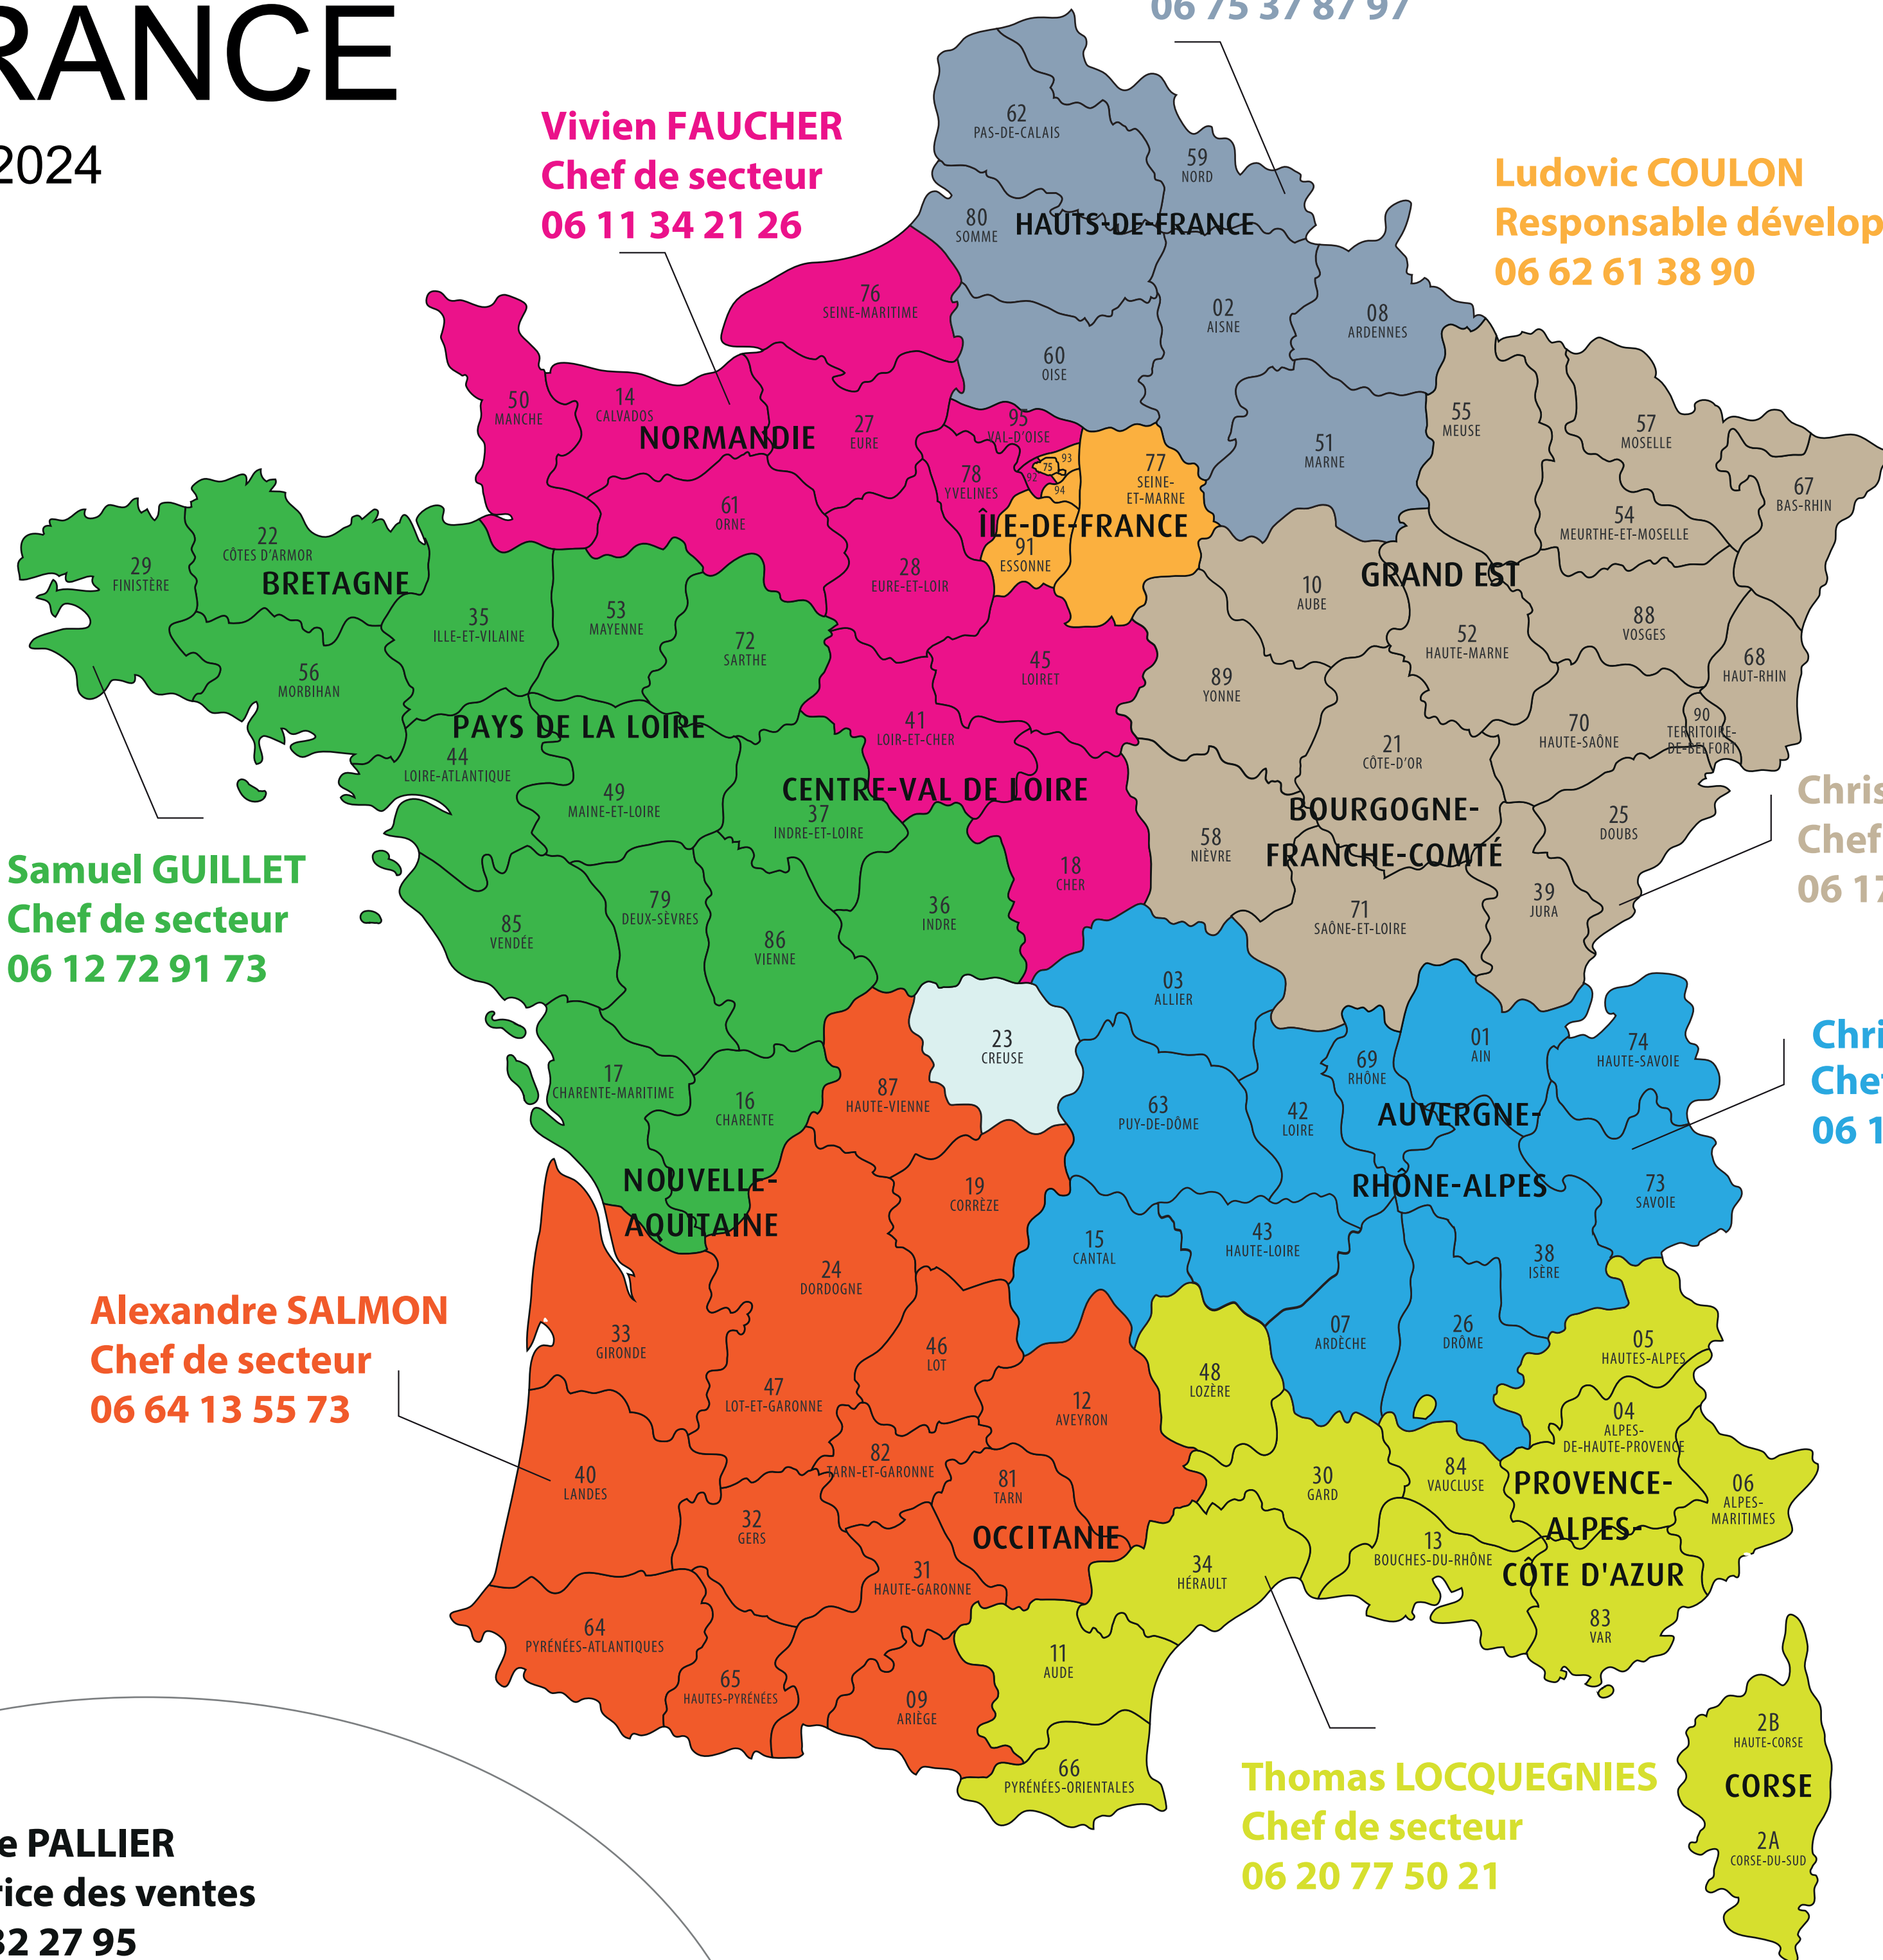 RANCE
2024
06 75 37 87 97
Vivien FAUCHER
Chef de secteur
06 11 34 21 26
Ludovic COULON
Responsable dévelop
06 62 61 38 90
62
PAS-DE-CALAIS
59
NORD
80
SOMME
HAUTS-DE-FRANCE
76
SEINE-MARITIME
02
AISNE
08
ARDENNES
60
OISE
50
MANCHE
14
CALVADOS
NORMANDIE
27
EURE
95
VAL-D'OISE
55
MEUSE
57
MOSELLE
51
MARNE
78
YVELINES
93
75
92
94
77
SEINE-
ET-MARNE
67
BAS-RHIN
61
ORNE
ÎLE-DE-FRANCE
91
ESSONNE
54
MEURTHE-ET-MOSELLE
22
CÔTES D'ARMOR
29
FINISTÈRE
BRETAGNE
28
EURE-ET-LOIR
10
AUBE
GRAND EST
35
ILLE-ET-VILAINE
53
MAYENNE
72
SARTHE
52
HAUTE-MARNE
88
VOSGES
56
MORBIHAN
45
LOIRET
89
YONNE
68
HAUT-RHIN
PAYS DE LA LOIRE
41
LOIR-ET-CHER
70
HAUTE-SAÔNE
90
TERRITOIRE-
DE-BELFORT
44
LOIRE-ATLANTIQUE
21
CÔTE-D'OR
49
MAINE-ET-LOIRE
CENTRE-VAL DE LOIRE
37
INDRE-ET-LOIRE
BOURGOGNE-
FRANCHE-COMTÉ
25
DOUBS
58
NIÈVRE
18
CHER
Chris
Chef
06 17
Samuel GUILLET
Chef de secteur
06 12 72 91 73
85
VENDÉE
79
DEUX-SÈVRES
86
VIENNE
36
INDRE
71
SAÔNE-ET-LOIRE
39
JURA
03
ALLIER
23
CREUSE
69
RHÔNE
01
AIN
74
HAUTE-SAVOIE
Chri
Chef
06 1
17
CHARENTE-MARITIME
16
CHARENTE
87
HAUTE-VIENNE
63
PUY-DE-DÔME
42
LOIRE
AUVERGNE-
RHÔNE-ALPES
73
SAVOIE
NOUVELLE-
AQUITAINE
19
CORRÈZE
15
CANTAL
43
HAUTE-LOIRE
38
ISÈRE
24
DORDOGNE
Alexandre SALMON
Chef de secteur
06 64 13 55 73
33
GIRONDE
46
LOT
07
ARDÈCHE
26
DRÔME
05
HAUTES-ALPES
47
LOT-ET-GARONNE
12
AVEYRON
48
LOZÈRE
04
ALPES-
DE-HAUTE-PROVENCE
40
LANDES
82
TARN-ET-GARONNE
81
TARN
30
GARD
84
VAUCLUSE
PROVENCE-
ALPES-
CÔTE D'AZUR
06
ALPES-
MARITIMES
32
GERS
OCCITANIE
31
HAUTE-GARONNE
34
HÉRAULT
13
BOUCHES-DU-RHÔNE
64
PYRÉNÉES-ATLANTIQUES
65
HAUTES-PYRÉNÉES
09
ARIÈGE
11
AUDE
83
VAR
66
PYRÉNÉES-ORIENTALES
2B
HAUTE-CORSE
CORSE
2A
CORSE-DU-SUD
Thomas LOCQUEGNIES
Chef de secteur
06 20 77 50 21
e PALLIER
rice des ventes
32 27 95